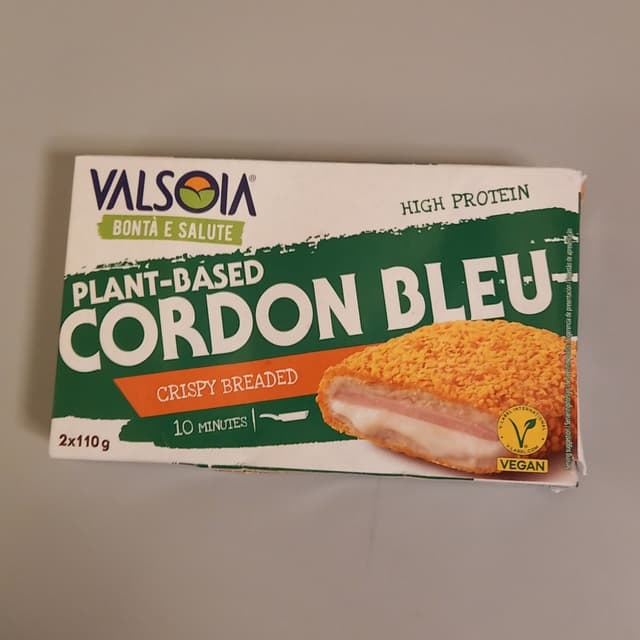 VALSOIA®
BONTÀ E SALUTE
HIGH PROTEIN
PLANT-BASED
CORDON BLEU
CRISPY BREADED
10 MINUTES
2x110g
VEGAN